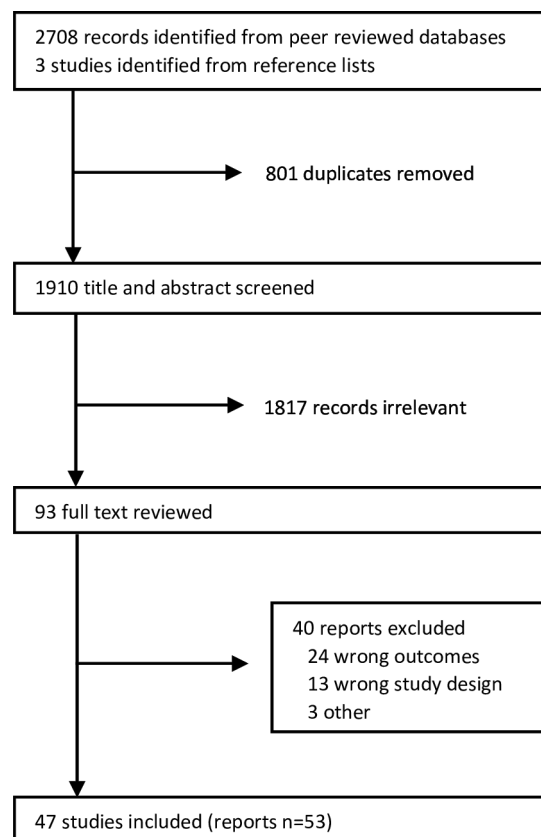 2708 records identified from peer reviewed databases
3 studies identified from reference lists
801 duplicates removed
1910 title and abstract screened
1817 records irrelevant
93 full text reviewed
40 reports excluded
24 wrong outcomes
13 wrong study design
3 other
47 studies included (reports n=53)